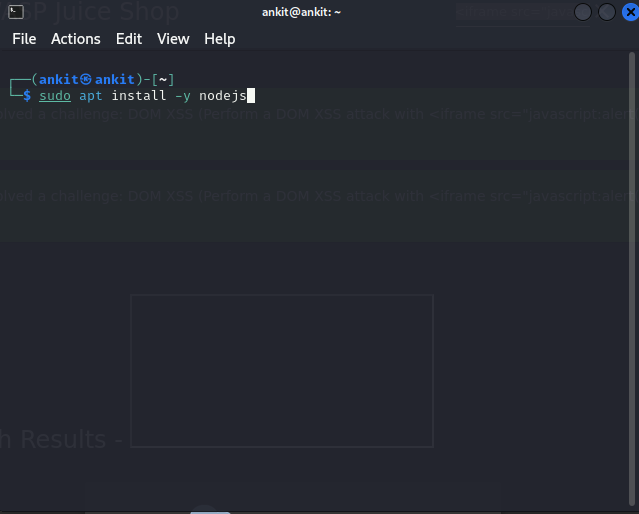 SP Juice Shop
ankit@ankit: ~
File Actions Edit View Help
┌──(ankit㉿ankit)-[~]
└─$ sudo apt install -y nodejs
olved a challenge: DOM XSS (Perform a DOM XSS attack with <iframe src="javascript:aler
olved a challenge: DOM XSS (Perform a DOM XSS attack with <iframe src="javascript:aler
h Results -